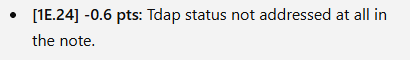 • [1E.24] -0.6 pts: Tdap status not addressed at all in
the note.